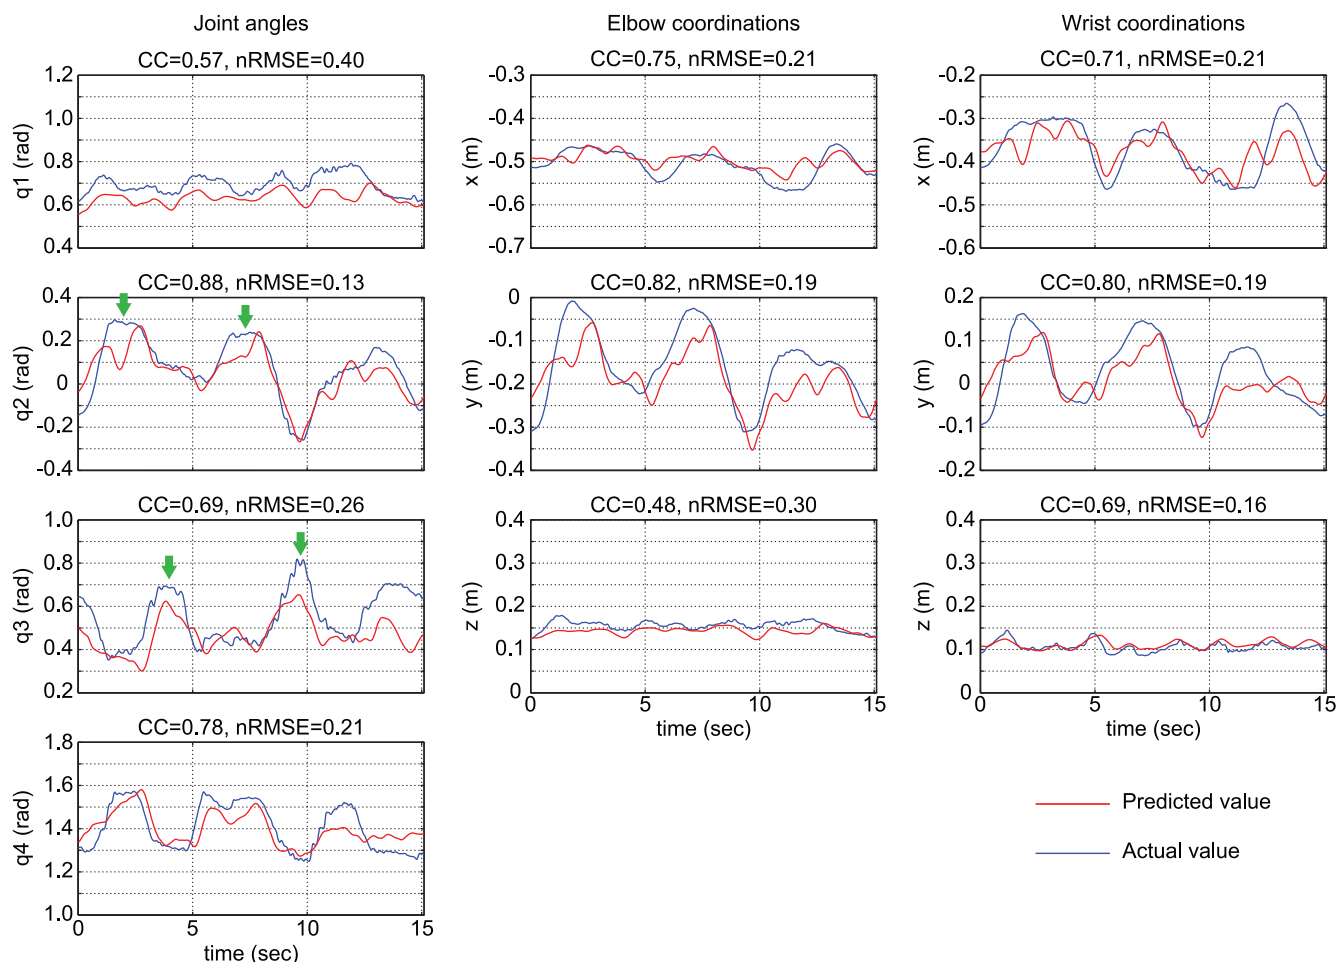 Joint angles
Elbow coordinations
Wrist coordinations
CC=0.57, nRMSE=0.40
CC=0.75, nRMSE=0.21
CC=0.71, nRMSE=0.21
1.2
1.0
0.8
0.6
0.4
q1 (rad)
-0.3
-0.4
-0.5
-0.6
-0.7
x (m)
-0.2
-0.3
-0.4
-0.5
-0.6
x (m)
CC=0.88, nRMSE=0.13
CC=0.82, nRMSE=0.19
CC=0.80, nRMSE=0.19
0.4
0.2
0
-0.2
-0.4
q2 (rad)
0
-0.1
-0.2
-0.3
-0.4
y (m)
0.2
0.1
0
-0.1
-0.2
y (m)
CC=0.69, nRMSE=0.26
CC=0.48, nRMSE=0.30
CC=0.69, nRMSE=0.16
1.0
0.8
0.6
0.4
0.2
q3 (rad)
0.4
0.3
0.2
0.1
0
z (m)
0 5 10 15
time (sec)
0.4
0.3
0.2
0.1
0
z (m)
0 5 10 15
time (sec)
CC=0.78, nRMSE=0.21
1.8
1.6
1.4
1.2
1.0
q4 (rad)
0 5 10 15
time (sec)
Predicted value
Actual value